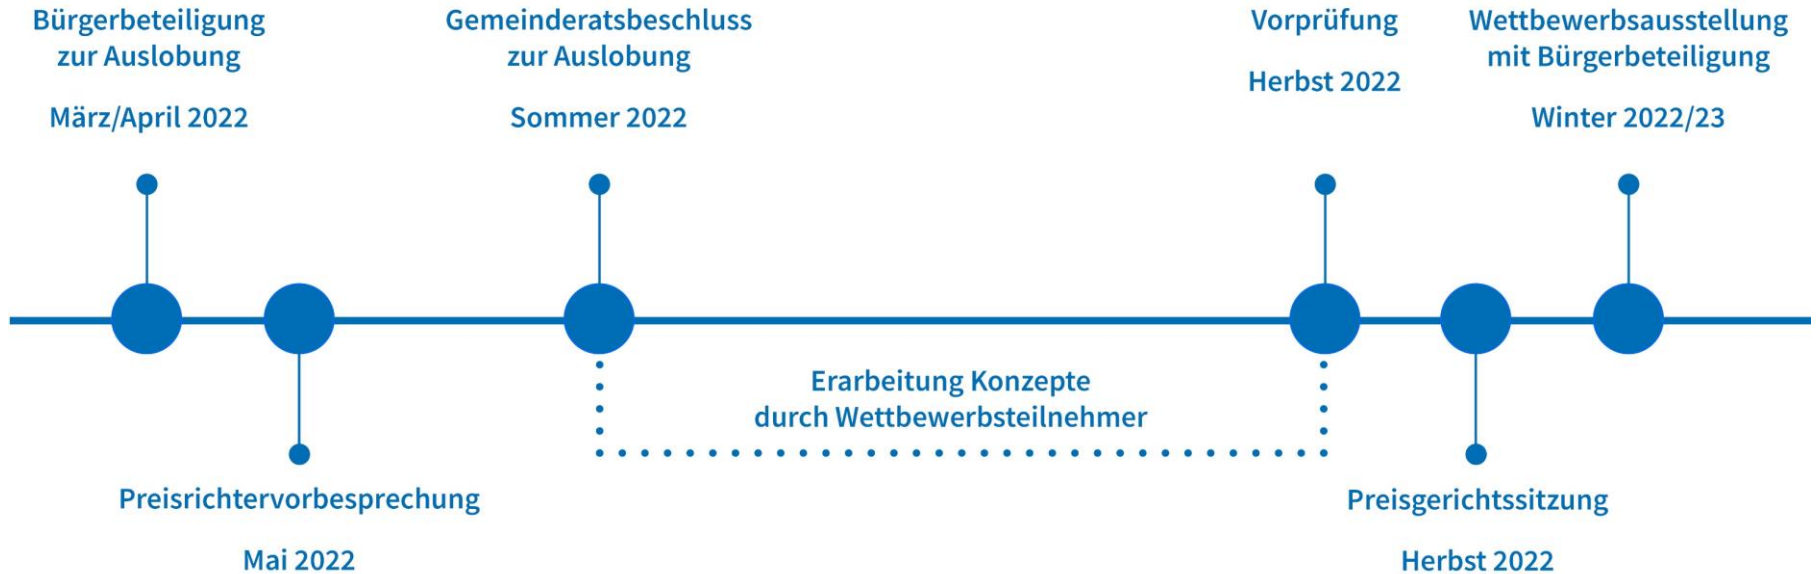 Bürgerbeteiligung
zur Auslobung
März/April 2022
Preisrichtervorbesprechung
Mai 2022
Gemeinderatsbeschluss
zur Auslobung
Sommer 2022
Erarbeitung Konzepte
durch Wettbewerbsteilnehmer
Vorprüfung
Herbst 2022
Preisgerichtssitzung
Herbst 2022
Wettbewerbsausstellung
mit Bürgerbeteiligung
Winter 2022/23